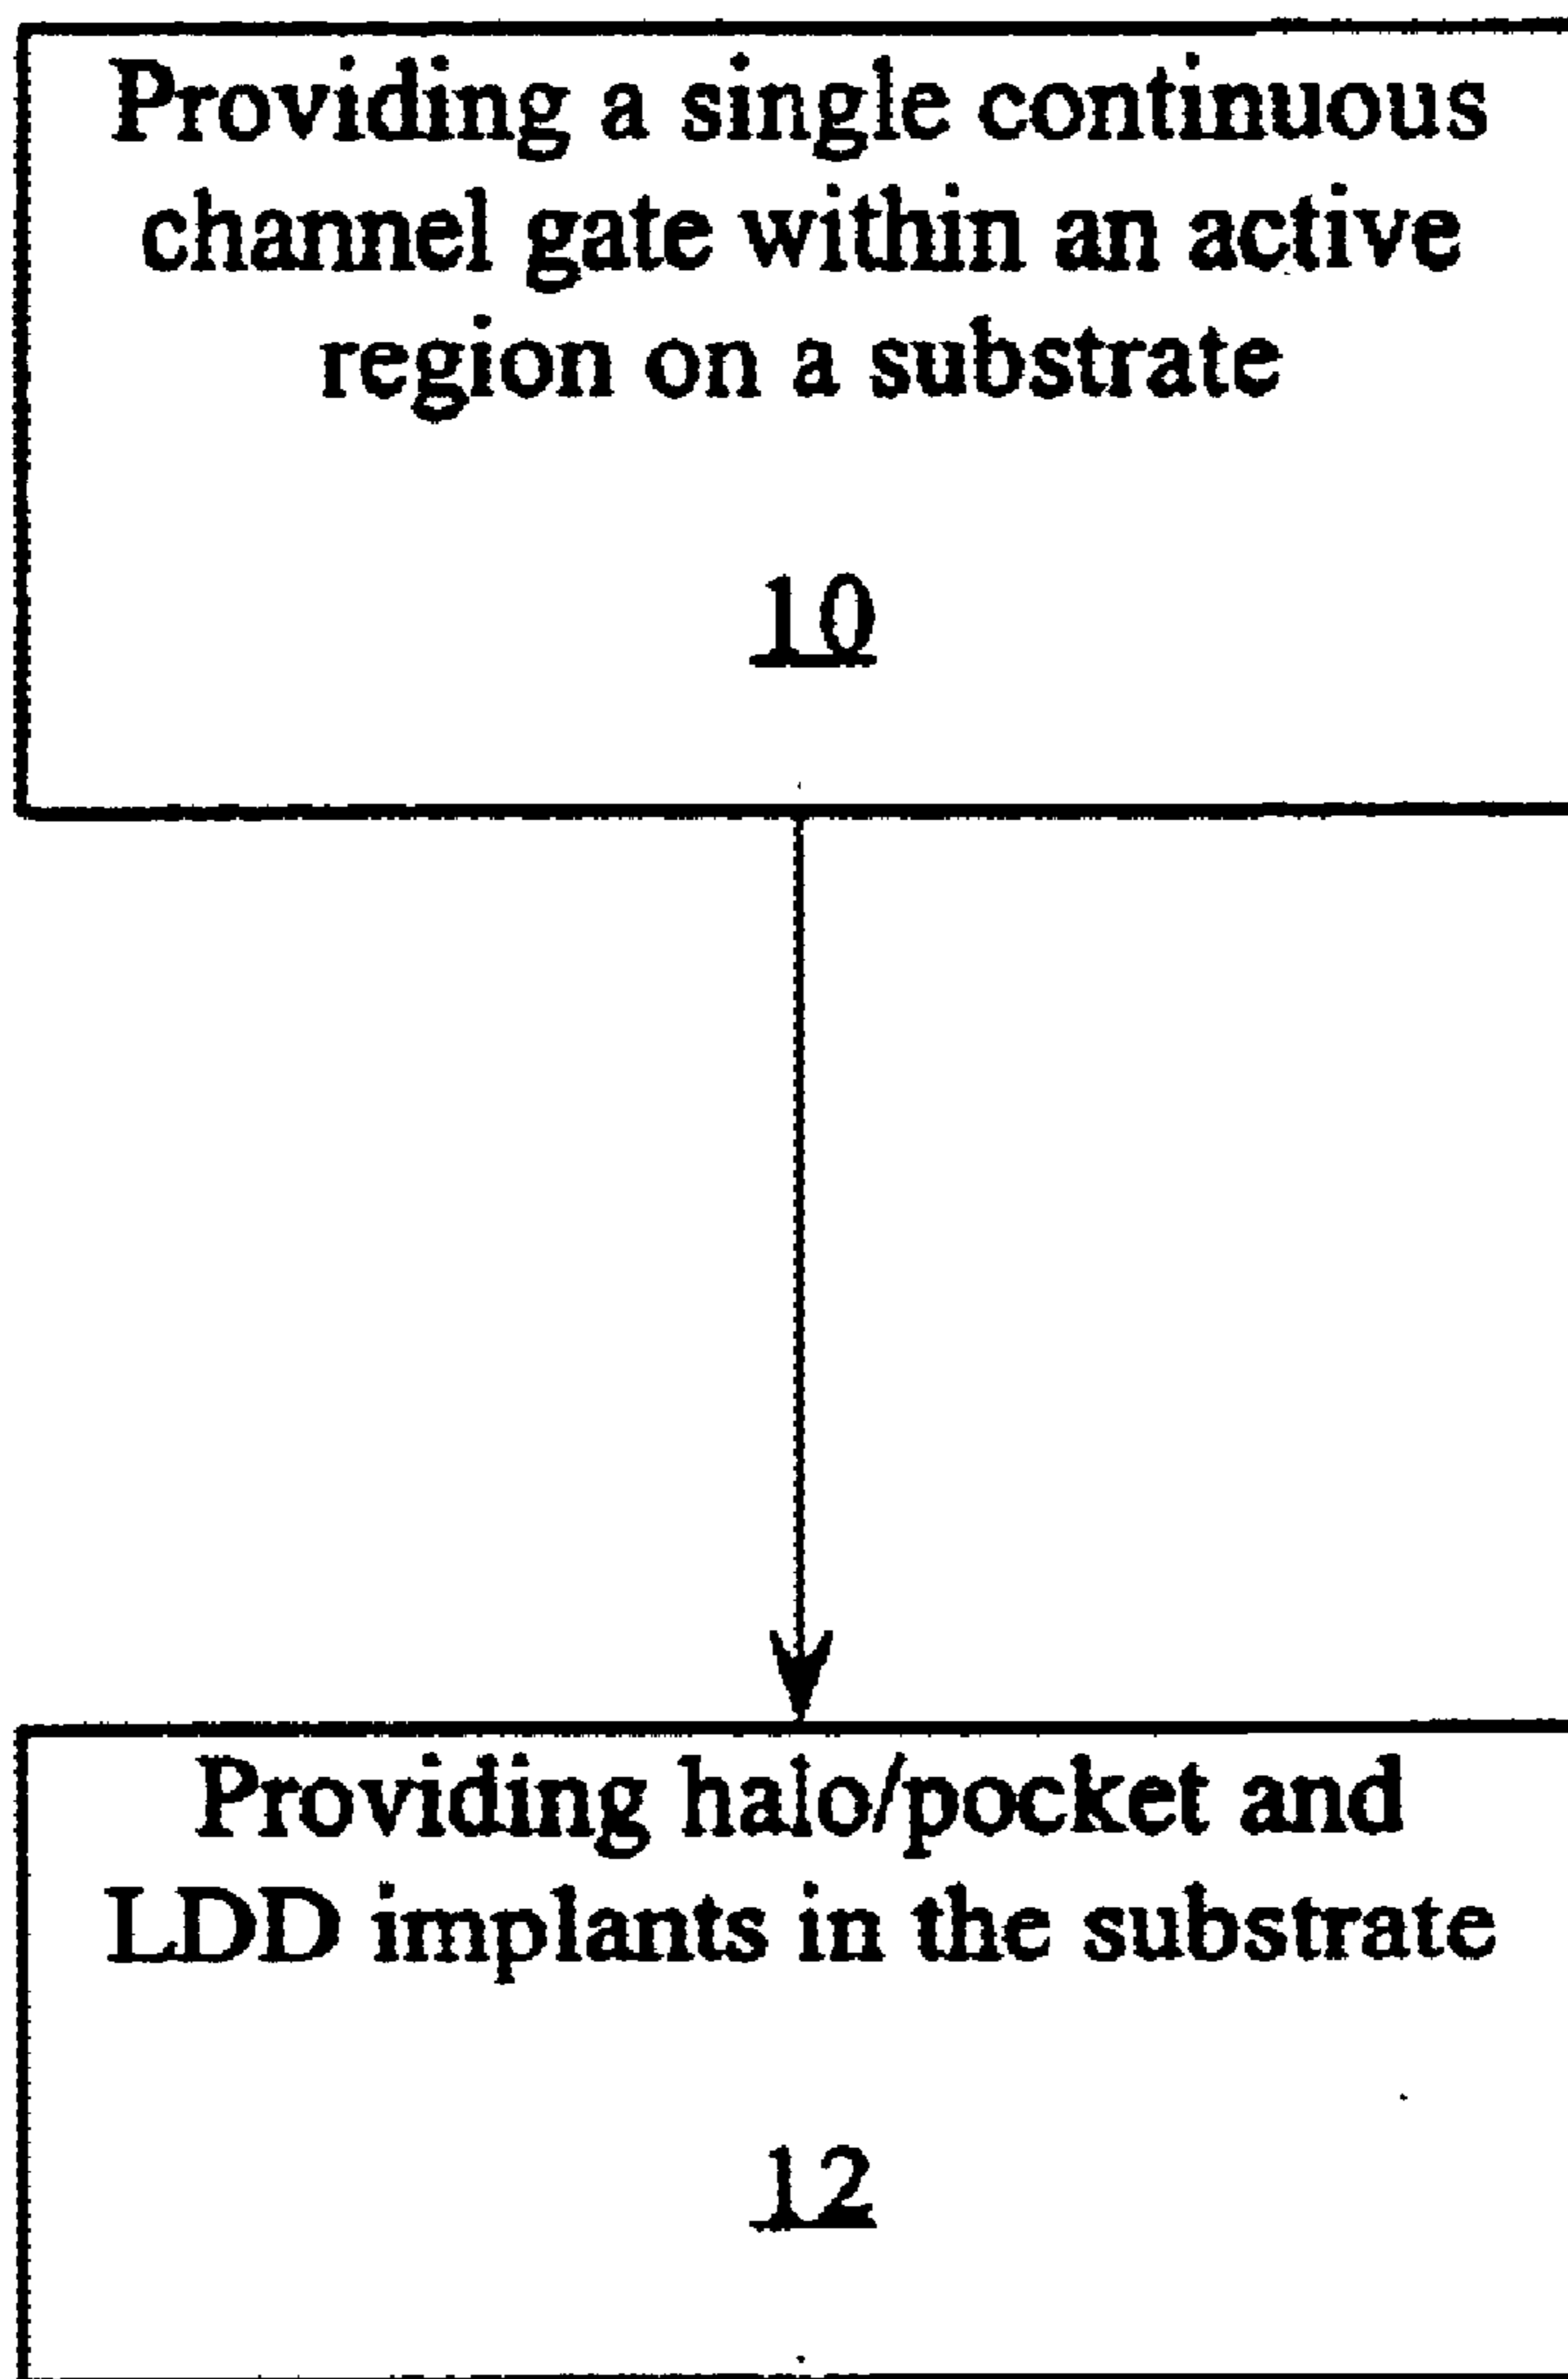 Providing a single continuous
channel gate within an active
region on a substrate
10
Providing halo/pocket and
LDD implants in the substrate
12